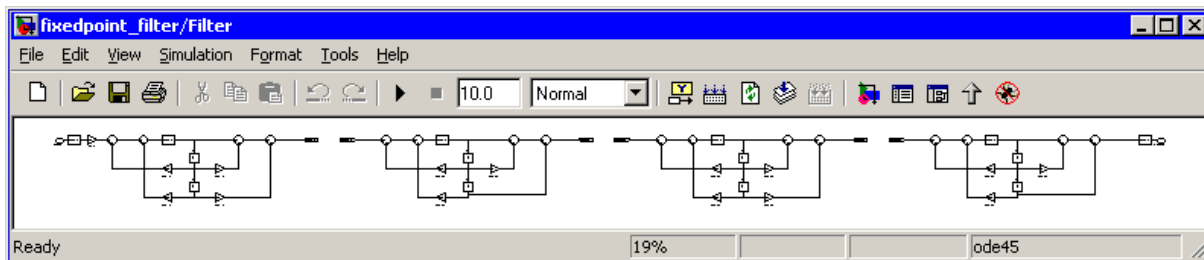 fixedpoint_filter/Filter
File Edit View Simulation Format Tools Help
10.0 Normal
Ready 19% ode45